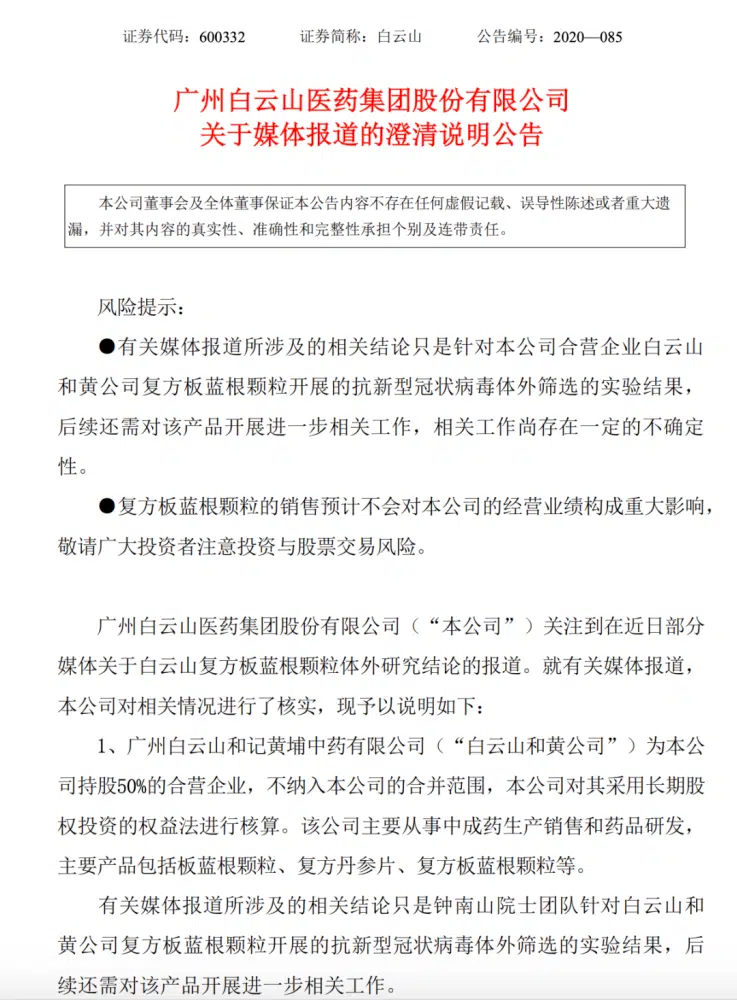 证券代码：600332 证券简称：白云山 公告编号：2020—085
广州白云山医药集团股份有限公司
关于媒体报道的澄清说明公告
本公司董事会及全体董事保证本公告内容不存在任何虚假记载、误导性陈述或者重大遗
漏，并对其内容的真实性、准确性和完整性承担个别及连带责任。
风险提示：
●有关媒体报道所涉及的相关结论只是针对本公司合营企业白云山
和黄公司复方板蓝根颗粒开展的抗新型冠状病毒体外筛选的实验结果，
后续还需对该产品开展进一步相关工作，相关工作尚存在一定的不确定
性。
●复方板蓝根颗粒的销售预计不会对本公司的经营业绩构成重大影响，
敬请广大投资者注意投资与股票交易风险。
广州白云山医药集团股份有限公司（“本公司”）关注到在近日部分
媒体关于白云山复方板蓝根颗粒体外研究结论的报道。就有关媒体报道，
本公司对相关情况进行了核实，现予以说明如下：
1、广州白云山和记黄埔中药有限公司（“白云山和黄公司”）为本公
司持股50%的合营企业，不纳入本公司的合并范围，本公司对其采用长期股
权投资的权益法进行核算。该公司主要从事中成药生产销售和药品研发，
主要产品包括板蓝根颗粒、复方丹参片、复方板蓝根颗粒等。
有关媒体报道所涉及的相关结论只是钟南山院士团队针对白云山和
黄公司复方板蓝根颗粒开展的抗新型冠状病毒体外筛选的实验结果，后
续还需对该产品开展进一步相关工作。